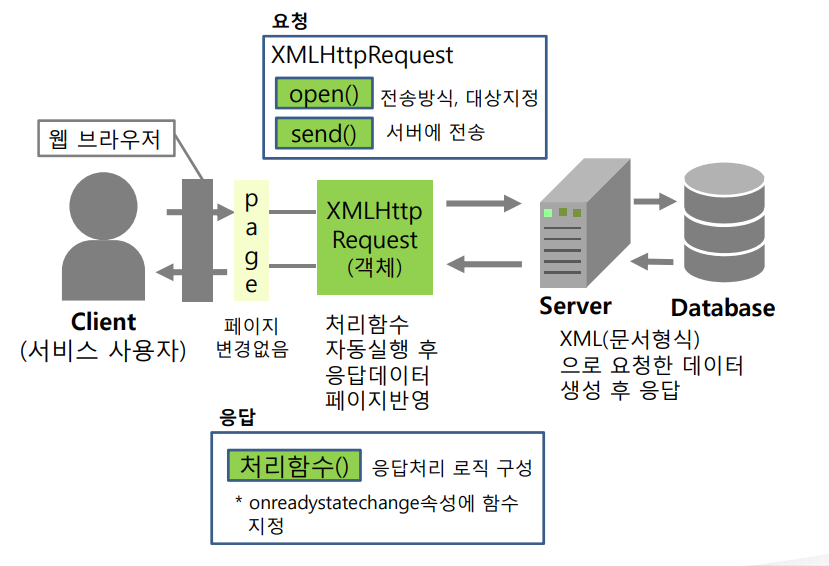 요청
XMLHttpRequest
open() 전송방식, 대상지정
send() 서버에 전송
웹 브라우저
p
a
g
e
XMLHttp
Request
(객체)
Client
(서비스 사용자)
페이지
변경없음
처리함수
자동실행 후
응답데이터
페이지반영
Server
Database
XML(문서형식)
으로 요청한 데이터
생성 후 응답
응답
처리함수() 응답처리 로직 구성
* onreadystatechange속성에 함수
지정